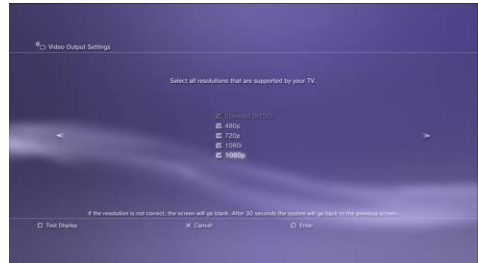 Video Output Settings
Select all resolutions that are supported by your TV.
Standard (NTSC)
480p
720p
1080i
1080p
If the resolution is not correct, the screen will go blank. After 30 seconds the system will go back to the previous screen.
Test Display Cancel Enter